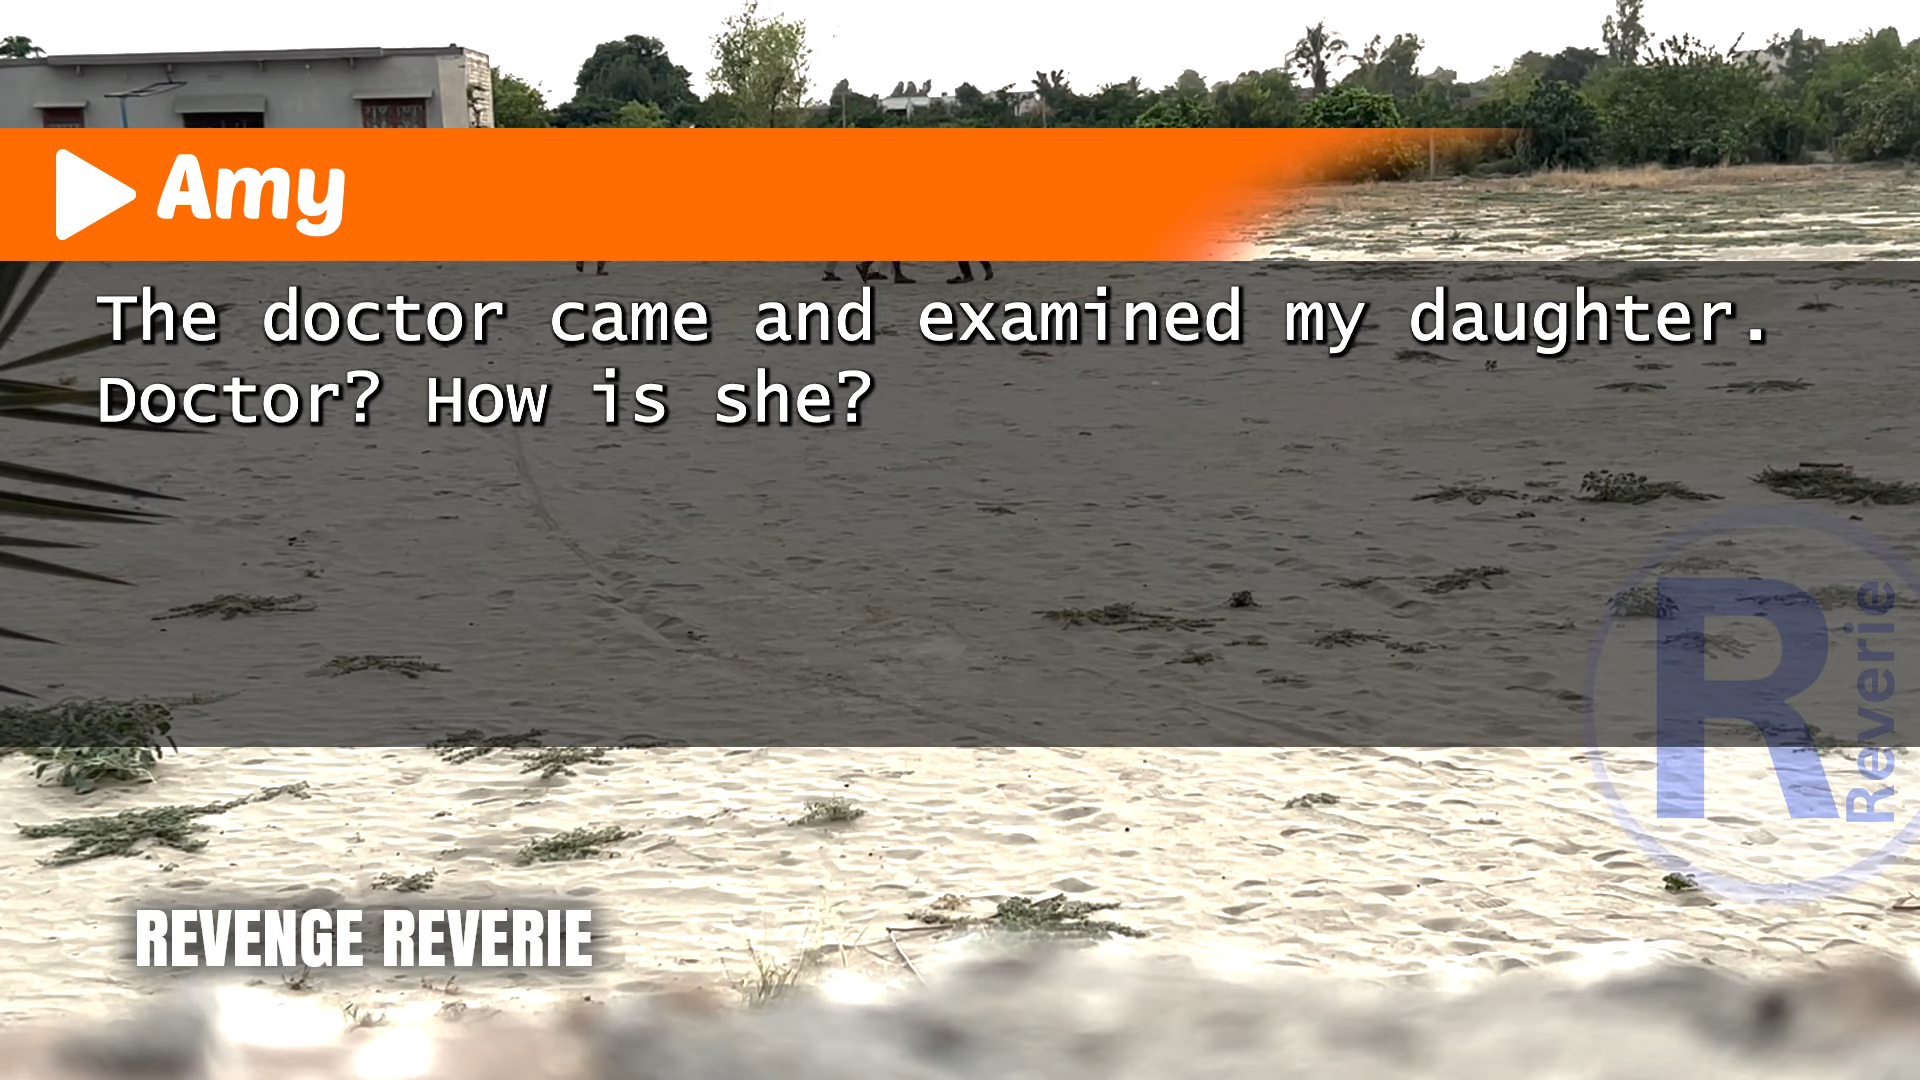 Amy
The doctor came and examined my daughter.
Doctor? How is she?
R
Reverie
REVENGE REVERIE